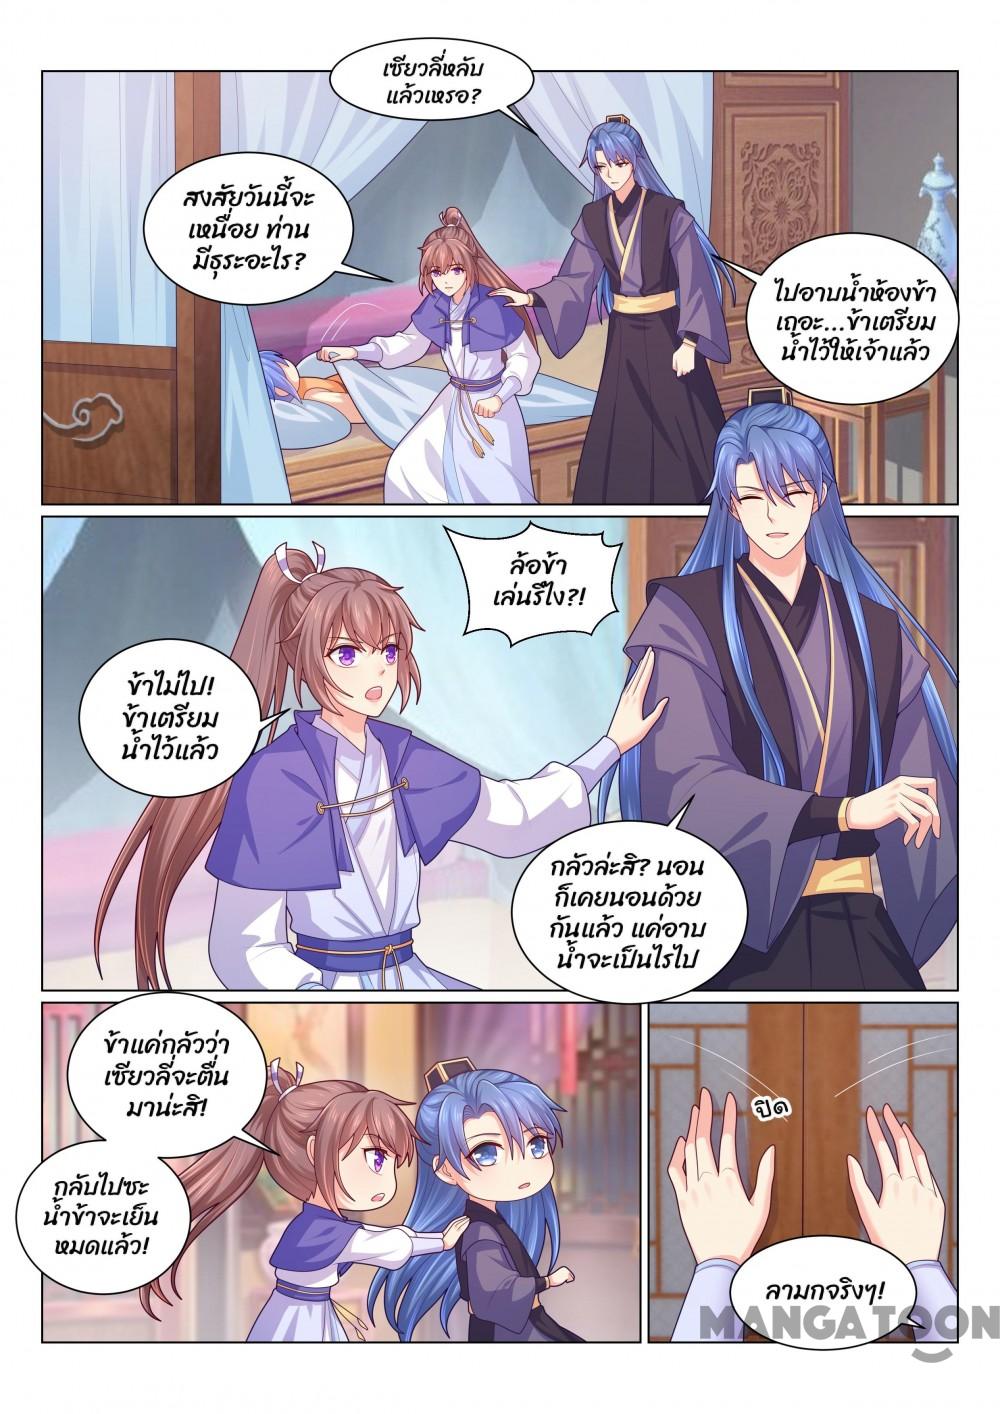 เซียวลี่หลับ
แล้วเหรอ?
สงสัยวันนี้จะ
เหนื่อย ท่าน
มีธุระอะไร?
ไปอาบน้ำห้องข้า
เถอะ...ข้าเตรียม
น้ำไว้ให้เจ้าแล้ว
ล้อข้า
เล่นรึไง?!
ข้าไม่ไป!
ข้าเตรียม
น้ำไว้แล้ว
กลัวล่ะสิ? นอน
ก็เคยนอนด้วย
กันแล้ว แค่อาบ
น้ำจะเป็นไรไป
ข้าแค่กลัวว่า
เซียวลี่จะตื่น
มาน่ะสิ!
กลับไปซะ
น้ำข้าจะเย็น
หมดแล้ว!
ปิด
ลามกจริงๆ!
MANGATOON